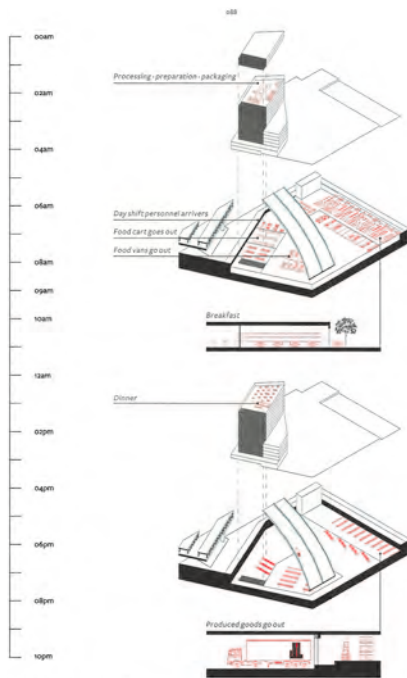 088
00am
Processing - preparation - packaging
02am
04am
06am
Day shift personnel arrivers
Food cart goes out
Food vans go out
08am
09am
10am
Breakfast
12am
Dinner
02pm
04pm
06pm
08pm
Produced goods go out
10pm